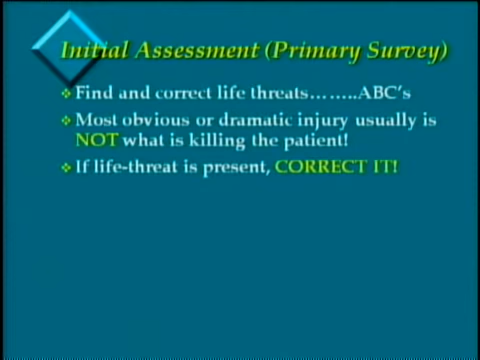 Initial Assessment (Primary Survey)
Find and correct life threats……..ABC's
Most obvious or dramatic injury usually is
NOT what is killing the patient!
If life-threat is present, CORRECT IT!